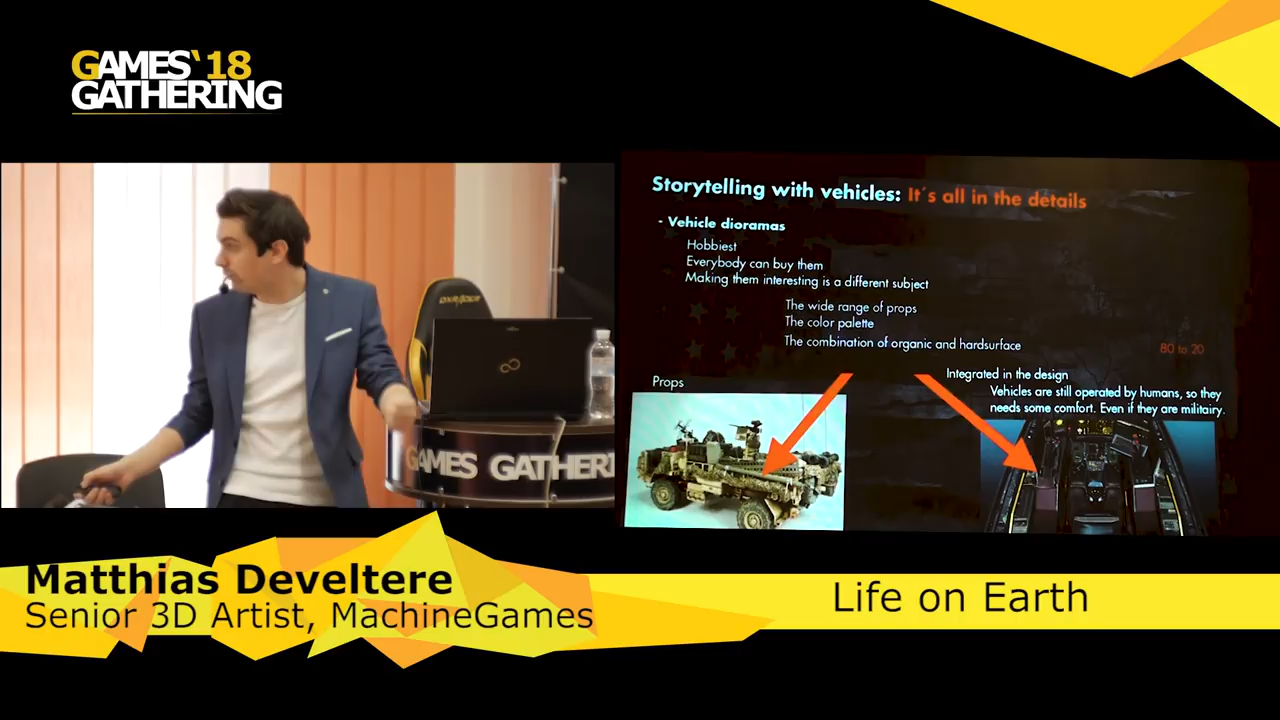 GAMES'18
GATHERING
DXRACER
GAMES GATHERI
Storytelling with vehicles: It´s all in the details
- Vehicle dioramas
Hobbiest
Everybody can buy them
Making them interesting is a different subject
The wide range of props
The color palette
The combination of organic and hardsurface
80 to 20
Props
Integrated in the design
Vehicles are still operated by humans, so they
needs some comfort. Even if they are militairy.
Matthias Develtere
Senior 3D Artist, MachineGames
Life on Earth